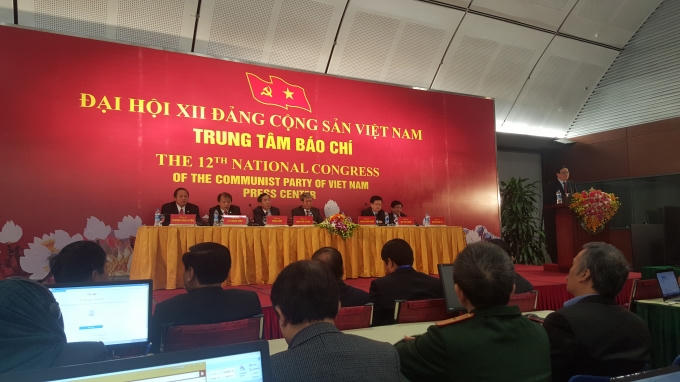 ĐẠI HỘI XII ĐẢNG CỘNG SẢN VIỆT NAM
TRUNG TÂM BÁO CHÍ
THE 12TH NATIONAL CONGRESS
OF THE COMMUNIST PARTY OF VIET NAM
PRESS CENTER